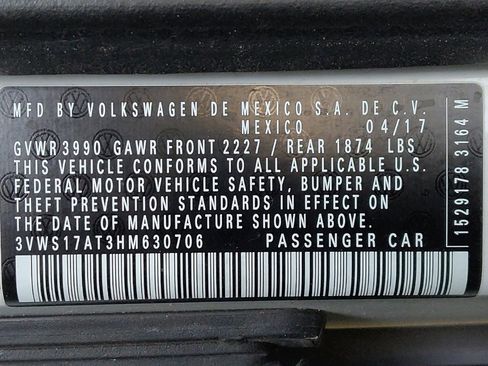 MFD BY VOLKSWAGEN DE MEXICO S.A. DE C.V.
MEXICO 04/17
GVWR 3990 GAWR FRONT 2227 / REAR 1874 LBS
THIS VEHICLE CONFORMS TO ALL APPLICABLE U.S.
FEDERAL MOTOR VEHICLE SAFETY, BUMPER AND
THEFT PREVENTION STANDARDS IN EFFECT ON
THE DATE OF MANUFACTURE SHOWN ABOVE.
3VWS17AT3HM630706 PASSENGER CAR
1529178 3164 M